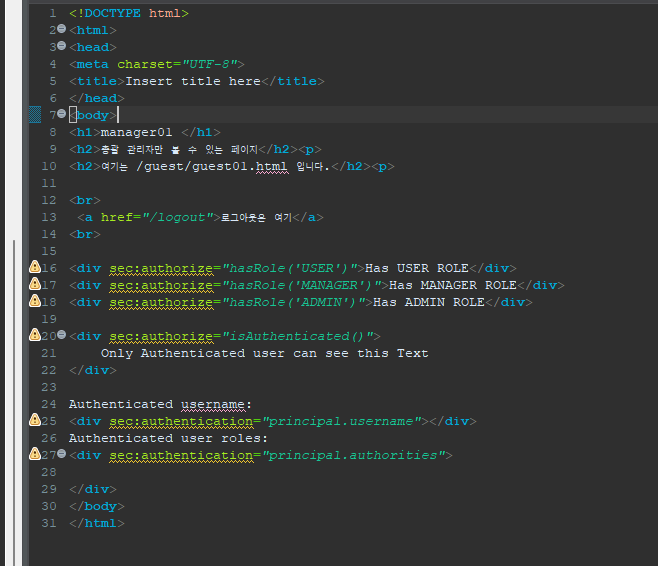 1 <!DOCTYPE html>
2 <html>
3 <head>
4 <meta charset="UTF-8">
5 <title>Insert title here</title>
6 </head>
7 <body>
8 <h1>manager01 </h1>
9 <h2>총괄 관리자만 볼 수 있는 페이지</h2><p>
10 <h2>여기는 /guest/guest01.html 입니다.</h2><p>
11
12 <br>
13  <a href="/logout">로그아웃은 여기</a>
14 <br>
15
16 <div sec:authorize="hasRole('USER')">Has USER ROLE</div>
17 <div sec:authorize="hasRole('MANAGER')">Has MANAGER ROLE</div>
18 <div sec:authorize="hasRole('ADMIN')">Has ADMIN ROLE</div>
19
20 <div sec:authorize="isAuthenticated()">
21     Only Authenticated user can see this Text
22 </div>
23
24 Authenticated username:
25 <div sec:authentication="principal.username"></div>
26 Authenticated user roles:
27 <div sec:authentication="principal.authorities">
28
29 </div>
30 </body>
31 </html>